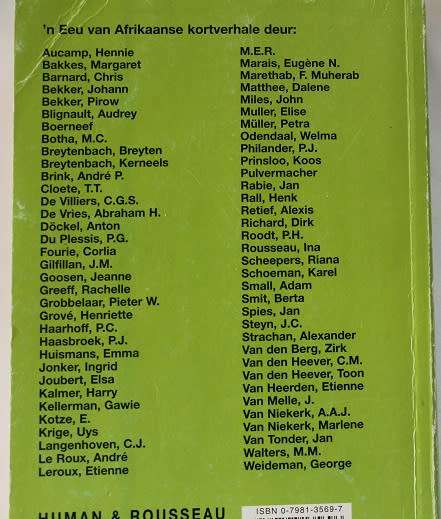 'n Eeu van Afrikaanse kortverhale deur:
Aucamp, Hennie
Bakkes, Margaret
Barnard, Chris
Bekker, Johann
Bekker, Pirow
Blignault, Audrey
Boerneef
Botha, M.C.
Breytenbach, Breyten
Breytenbach, Kerneels
Brink, André P.
Cloete, T.T.
De Villiers, C.G.S.
De Vries, Abraham H.
Döckel, Anton
Du Plessis, P.G.
Fourie, Corlia
Gilfillan, J.M.
Goosen, Jeanne
Greeff, Rachelle
Grobbelaar, Pieter W.
Grové, Henriette
Haarhoff, P.C.
Haasbroek, P.J.
Huismans, Emma
Jonker, Ingrid
Joubert, Elsa
Kalmer, Harry
Kellerman, Gawie
Kotze, E.
Krige, Uys
Langenhoven, C.J.
Le Roux, André
Leroux, Etienne
M.E.R.
Marais, Eugène N.
Marethab, F. Muherab
Matthee, Dalene
Miles, John
Muller, Elise
Müller, Petra
Odendaal, Welma
Philander, P.J.
Prinsloo, Koos
Pulvermacher
Rabie, Jan
Rall, Henk
Retief, Alexis
Richard, Dirk
Roodt, P.H.
Rousseau, Ina
Scheepers, Riana
Schoeman, Karel
Small, Adam
Smit, Berta
Spies, Jan
Steyn, J.C.
Strachan, Alexander
Van den Berg, Zirk
Van den Heever, C.M.
Van den Heever, Toon
Van Heerden, Etienne
Van Melle, J.
Van Niekerk, A.A.J.
Van Niekerk, Marlene
Van Tonder, Jan
Walters, M.M.
Weideman, George
HUMAN & ROUSSEAU
ISBN 0-7981-3569-7